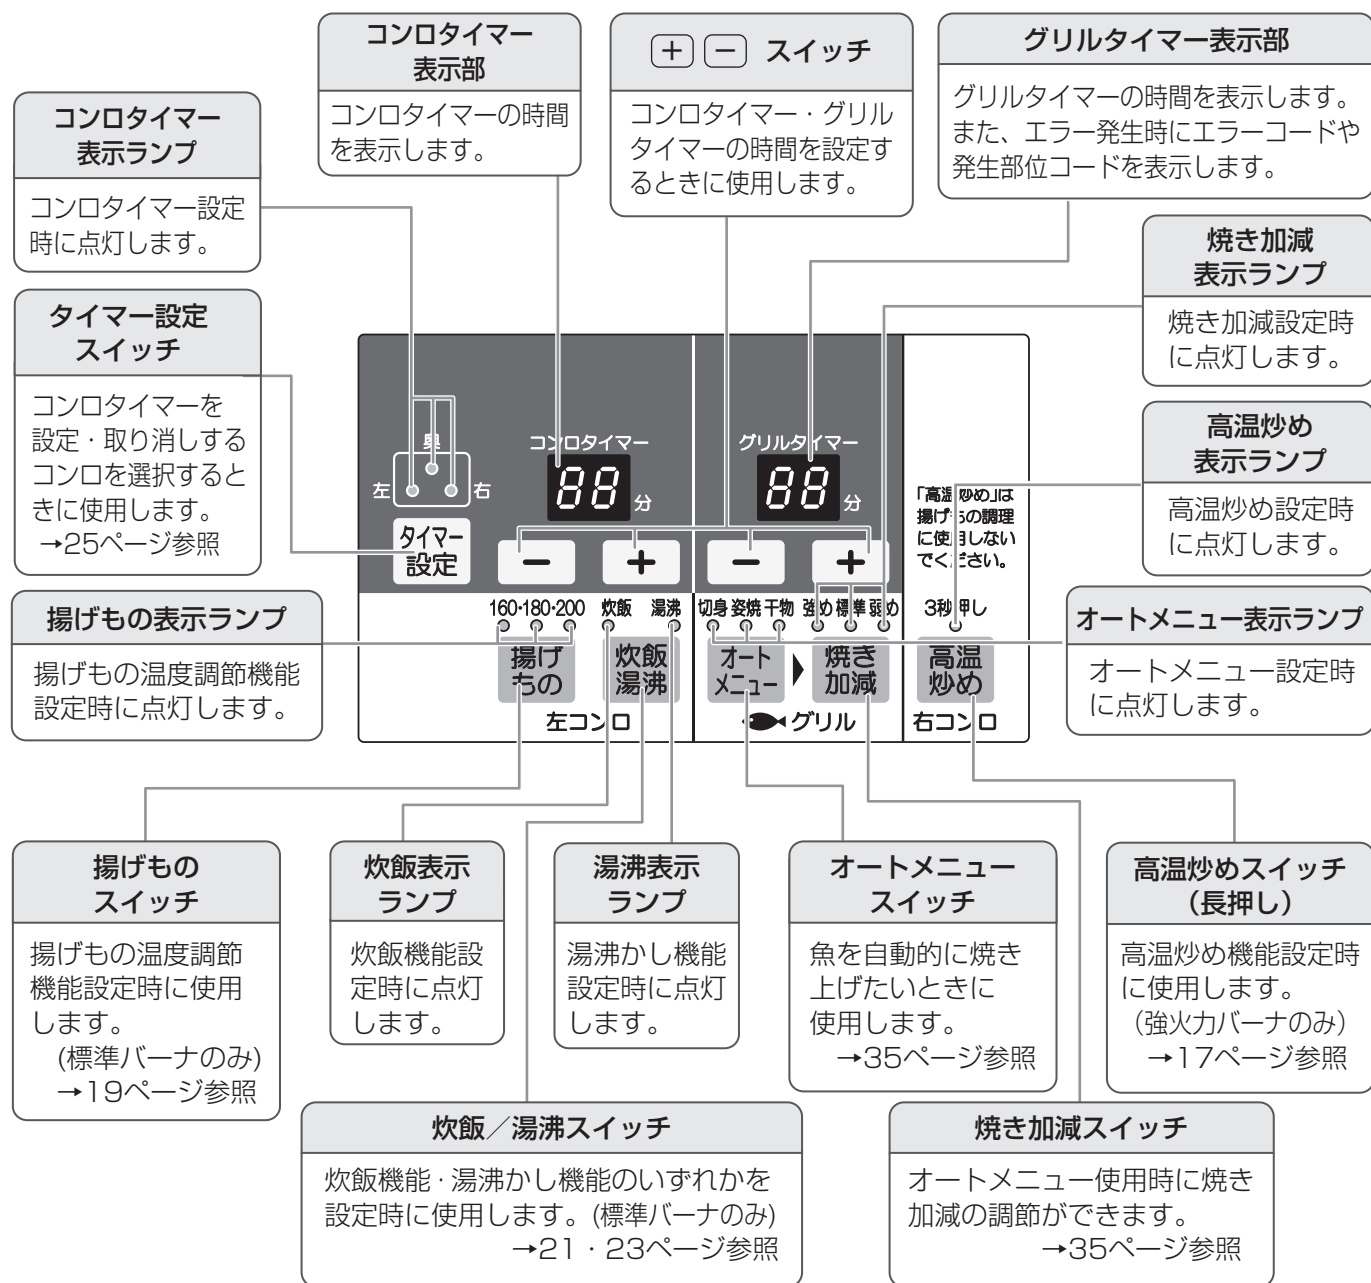 コンロタイマー
表示部
コンロタイマーの時間
を表示します。
＋ － スイッチ
コンロタイマー・グリル
タイマーの時間を設定す
るときに使用します。
グリルタイマー表示部
グリルタイマーの時間を表示します。
また、エラー発生時にエラーコードや
発生部位コードを表示します。
コンロタイマー
表示ランプ
コンロタイマー設定
時に点灯します。
焼き加減
表示ランプ
焼き加減設定時
に点灯します。
タイマー設定
スイッチ
コンロタイマーを
設定・取り消しする
コンロを選択すると
きに使用します。
→25ページ参照
高温炒め
表示ランプ
高温炒め設定時
に点灯します。
揚げもの表示ランプ
揚げもの温度調節機能
設定時に点灯します。
オートメニュー表示ランプ
オートメニュー設定時
に点灯します。
奥
左 右
タイマー
設定
コンロタイマー
88 分
－ ＋
グリルタイマー
88 分
－ ＋
「高温炒め」は
揚げもの調理
に使用しない
でください。
160・180・200 炊飯 湯沸
切身 姿焼 干物 強め 標準 弱め
3秒押し
揚げ
もの
炊飯
湯沸
オート
メニュー
焼き
加減
高温
炒め
左コンロ
グリル
右コンロ
揚げもの
スイッチ
揚げもの温度調節
機能設定時に使用
します。
(標準バーナのみ)
→19ページ参照
炊飯表示
ランプ
炊飯機能設
定時に点灯
します。
湯沸表示
ランプ
湯沸かし機能
設定時に点灯
します。
オートメニュー
スイッチ
魚を自動的に焼き
上げたいときに
使用します。
→35ページ参照
高温炒めスイッチ
（長押し）
高温炒め機能設定時
に使用します。
（強火力バーナのみ）
→17ページ参照
炊飯／湯沸スイッチ
炊飯機能・湯沸かし機能のいずれかを
設定時に使用します。(標準バーナのみ)
→21・23ページ参照
焼き加減スイッチ
オートメニュー使用時に焼き
加減の調節ができます。
→35ページ参照